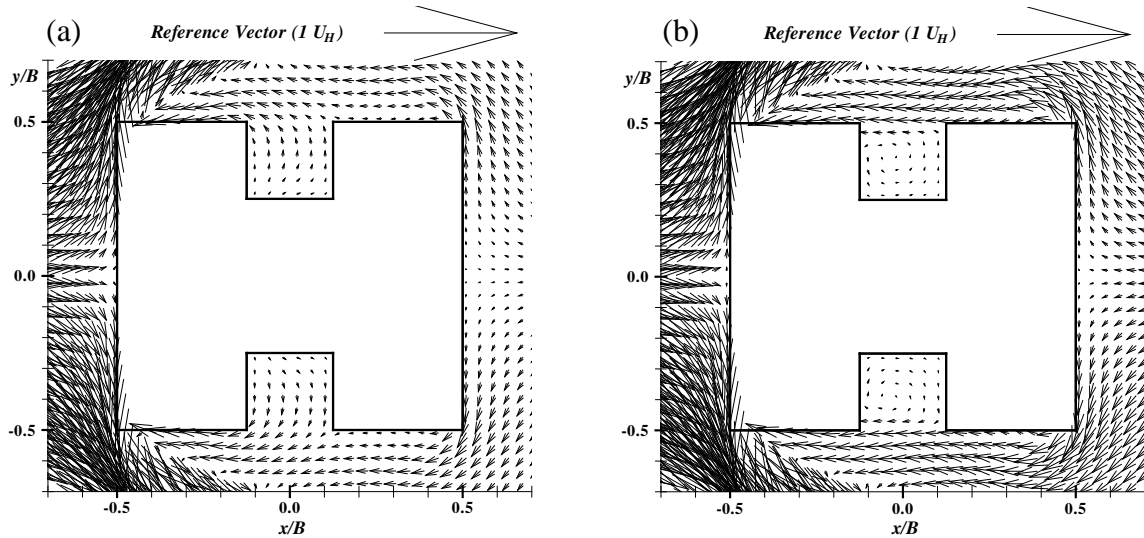 (a) Reference Vector (1 U_H)
y/B
0.5
0.0
-0.5
-0.5 0.0 0.5
x/B
(b) Reference Vector (1 U_H)
y/B
0.5
0.0
-0.5
-0.5 0.0 0.5
x/B